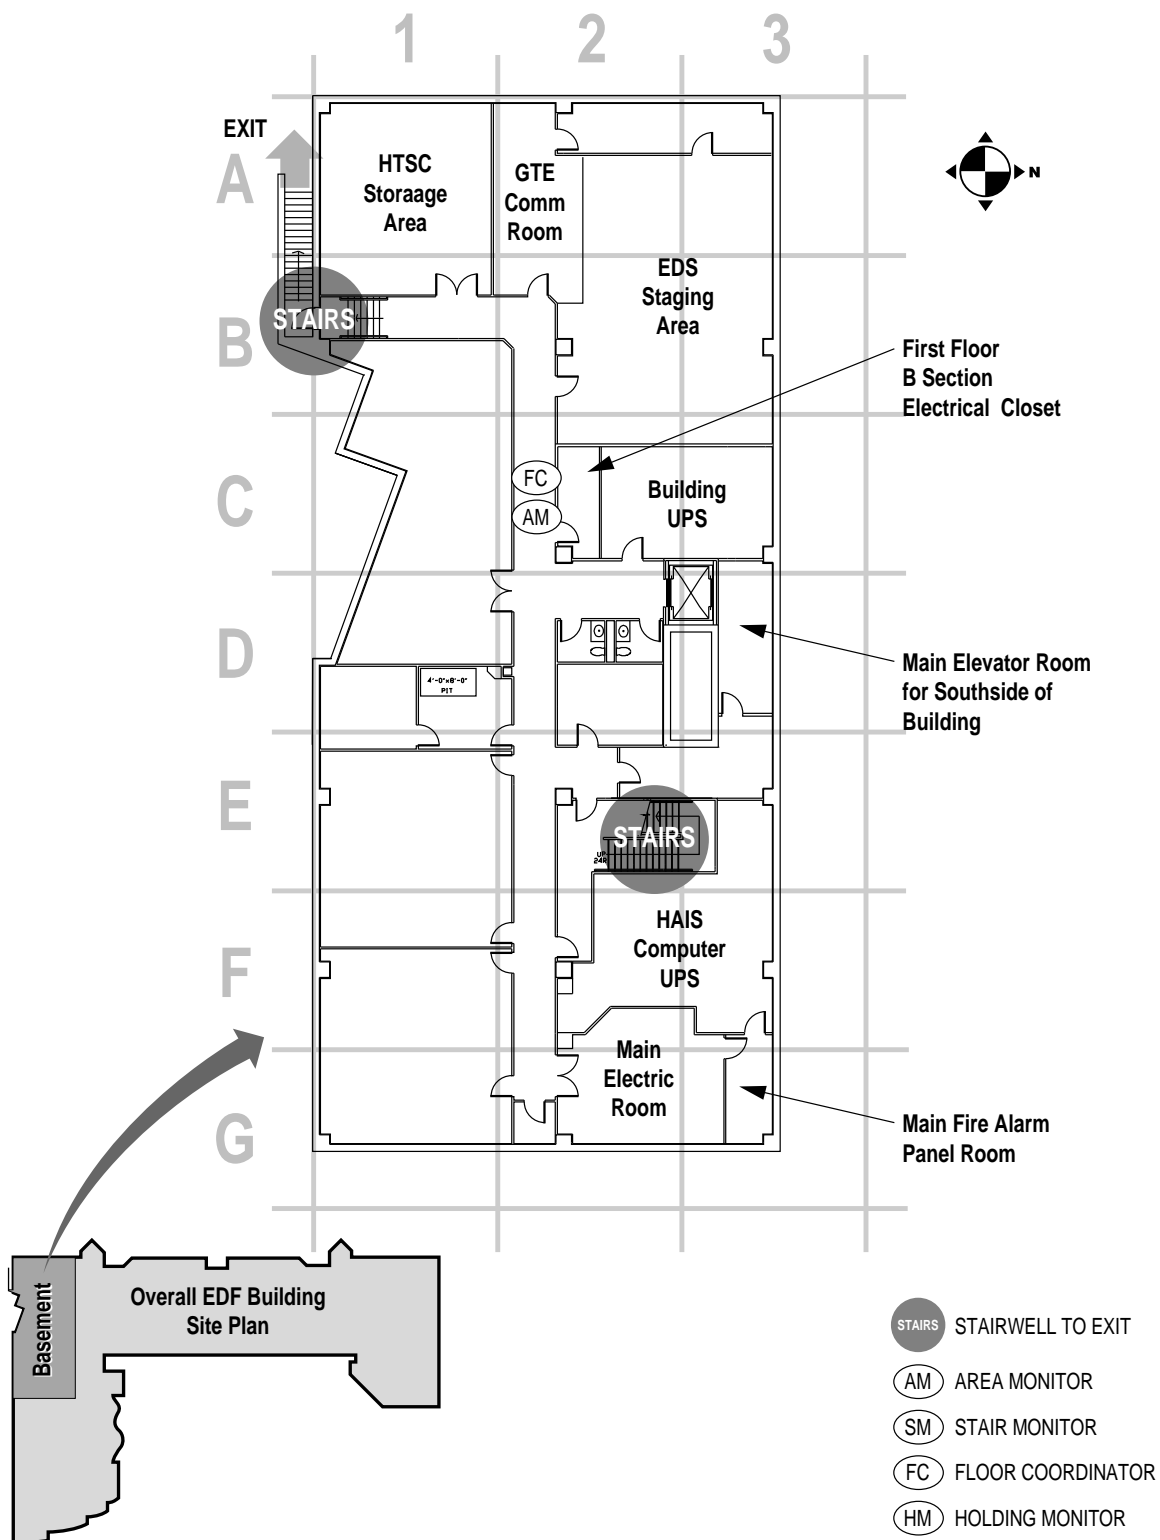 1
2
3
EXIT
A
HTSC
Storaage
Area
GTE
Comm
Room
N
EDS
Staging
Area
STAIRS
B
First Floor
B Section
Electrical Closet
FC
C
Building
UPS
AM
D
4'-0"x8'-0"
PIT
Main Elevator Room
for Southside of
Building
E
STAIRS
UP
24R
HAIS
Computer
UPS
F
Main
Electric
Room
G
Main Fire Alarm
Panel Room
Basement
Overall EDF Building
Site Plan
STAIRS STAIRWELL TO EXIT
AM AREA MONITOR
SM STAIR MONITOR
FC FLOOR COORDINATOR
HM HOLDING MONITOR